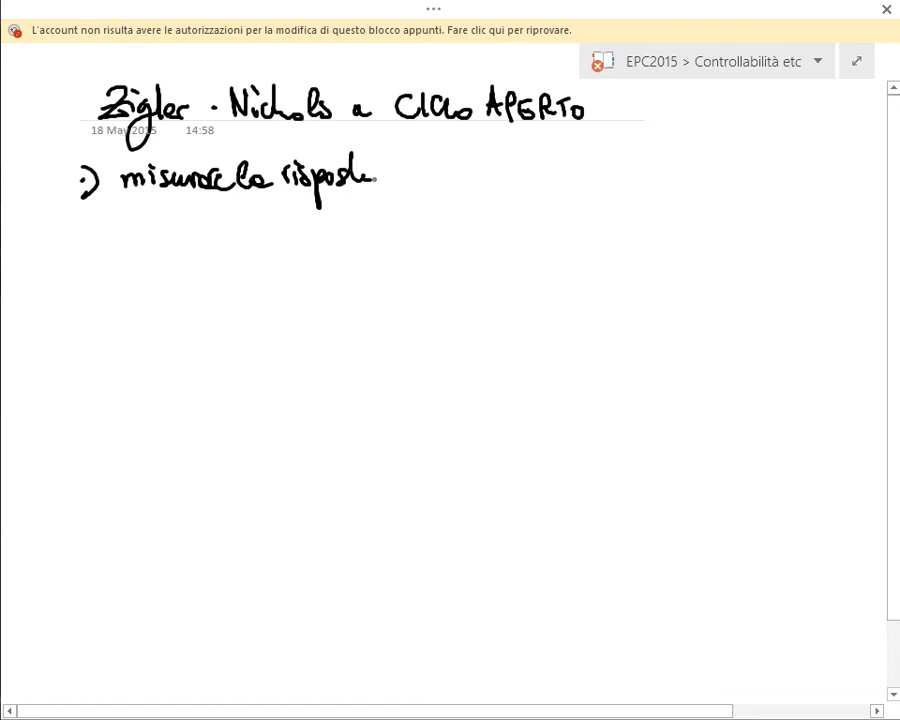 L'account non risulta avere le autorizzazioni per la modifica di questo blocco appunti. Fare clic qui per riprovare.
EPC2015 > Controllabilità etc
Zigler - Nichols a CICLO APERTO
18 May 2015 14:58
i) misurare la risposta